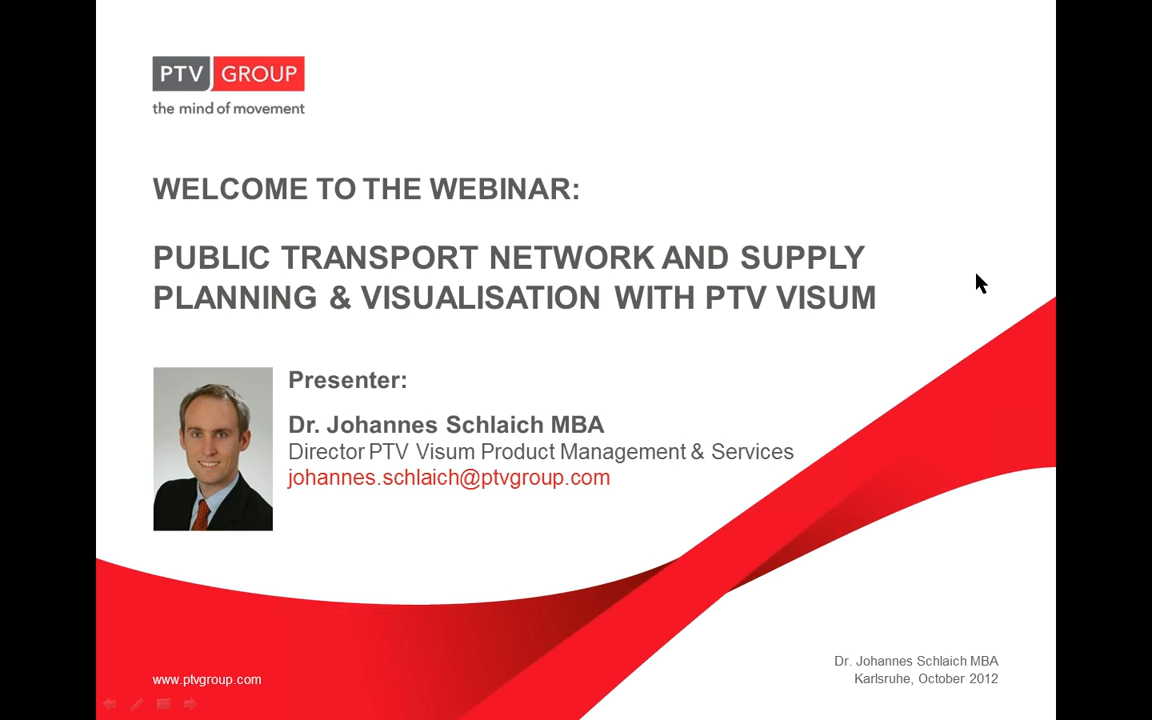 PTV GROUP
the mind of movement
WELCOME TO THE WEBINAR:
PUBLIC TRANSPORT NETWORK AND SUPPLY
PLANNING & VISUALISATION WITH PTV VISUM
Presenter:
Dr. Johannes Schlaich MBA
Director PTV Visum Product Management & Services
johannes.schlaich@ptvgroup.com
www.ptvgroup.com
Dr. Johannes Schlaich MBA
Karlsruhe, October 2012